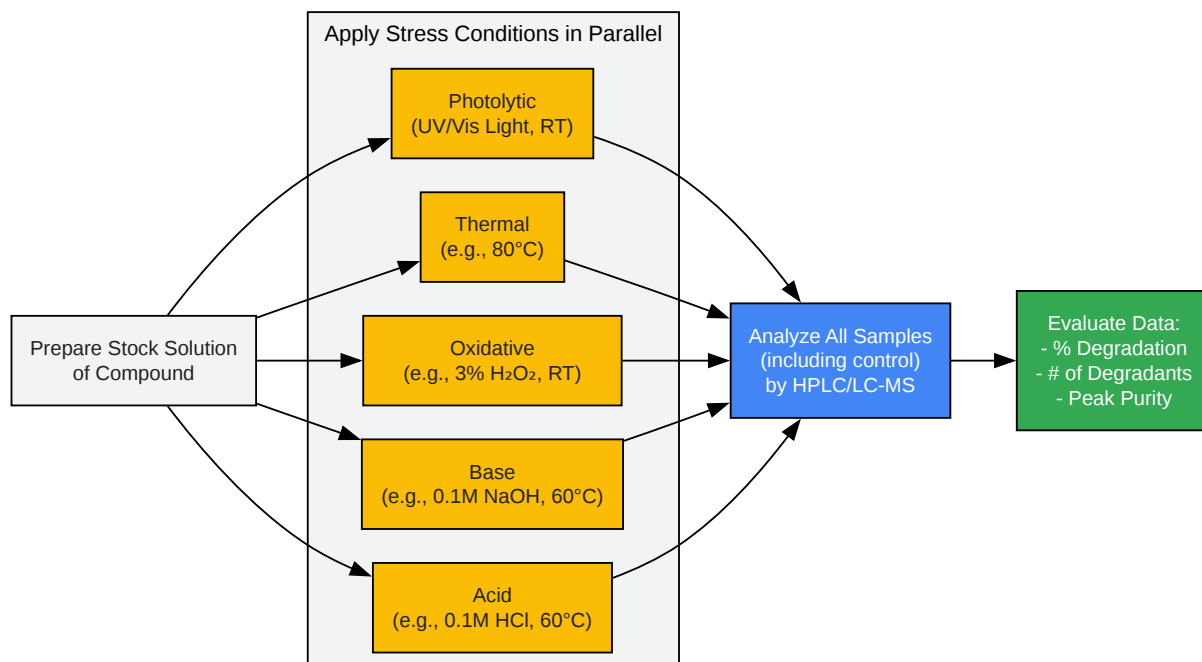 Apply Stress Conditions in Parallel
Photolytic
(UV/Vis Light, RT)
Thermal
(e.g., 80°C)
Prepare Stock Solution
of Compound
Oxidative
(e.g., 3% H₂O₂, RT)
Base
(e.g., 0.1M NaOH, 60°C)
Acid
(e.g., 0.1M HCl, 60°C)
Analyze All Samples
(including control)
by HPLC/LC-MS
Evaluate Data:
- % Degradation
- # of Degradants
- Peak Purity